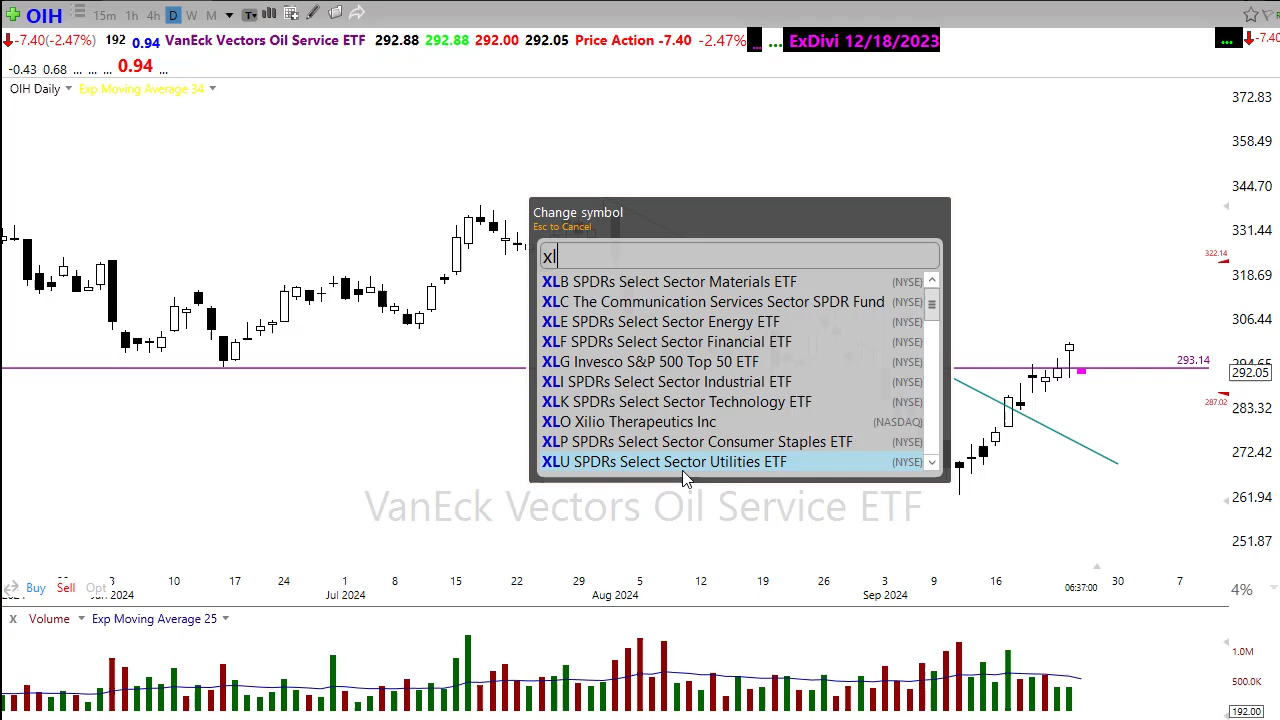 OIH 15m 1h 4h D W M T
-7.40(-2.47%) 192 0.94 VanEck Vectors Oil Service ETF 292.88 292.88 292.00 292.05 Price Action -7.40 -2.47% ... ... ExDivi 12/18/2023 ... -7.40
-0.43 0.68 ... ... ... 0.94 ...
OIH Daily Exp Moving Average 34
372.83
358.49
344.70
331.44
322.14
318.69
306.44
294.65
293.14
292.05
287.02
283.32
272.42
261.94
251.87
Change symbol
Esc to Cancel
xl
XLB SPDRs Select Sector Materials ETF (NYSE)
XLC The Communication Services Sector SPDR Fund (NYSE)
XLE SPDRs Select Sector Energy ETF (NYSE)
XLF SPDRs Select Sector Financial ETF (NYSE)
XLG Invesco S&P 500 Top 50 ETF (NYSE)
XLI SPDRs Select Sector Industrial ETF (NYSE)
XLK SPDRs Select Sector Technology ETF (NYSE)
XLO Xilio Therapeutics Inc (NASDAQ)
XLP SPDRs Select Sector Consumer Staples ETF (NYSE)
XLU SPDRs Select Sector Utilities ETF (NYSE)
VanEck Vectors Oil Service ETF
10 17 24 1 8 15 22 29 5 12 19 26 3 9 16 30 7
Buy Sell Opt 4%
2024 Jul 2024 Aug 2024 Sep 2024 06:37:00
X Volume Exp Moving Average 25
1.0M
500.0K
192.00